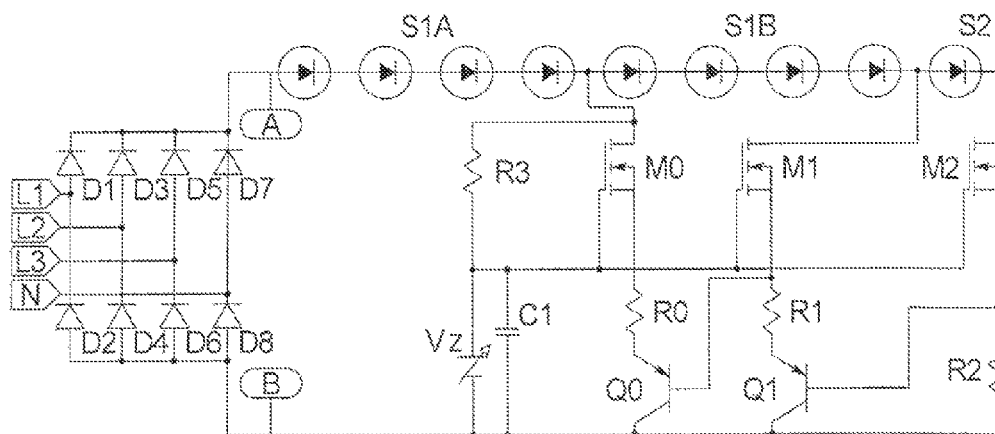 S1A S1B S2
A
R3 M0 M1 M2
L1 D1 D3 D5 D7
L2
L3
N
C1 R0 R1
D2 D4 D6 D8 Vz
B Q0 Q1 R2